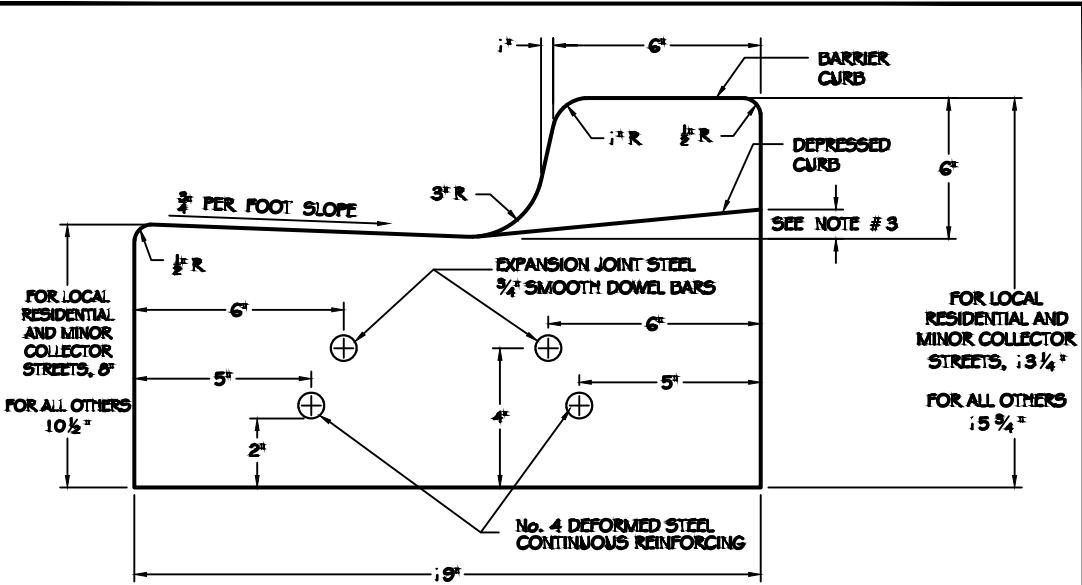 1"
6"
BARRIER
CURB
1" R
½" R
DEPRESSED
CURB
6"
3" R
¾" PER FOOT SLOPE
SEE NOTE # 3
½" R
EXPANSION JOINT STEEL
¾" SMOOTH DOWEL BARS
FOR LOCAL
RESIDENTIAL
AND MINOR
COLLECTOR
STREETS, 8"
FOR ALL OTHERS
10½"
6"
6"
FOR LOCAL
RESIDENTIAL AND
MINOR COLLECTOR
STREETS, 13¼"
FOR ALL OTHERS
15¾"
5"
5"
4"
2"
No. 4 DEFORMED STEEL
CONTINUOUS REINFORCING
19"